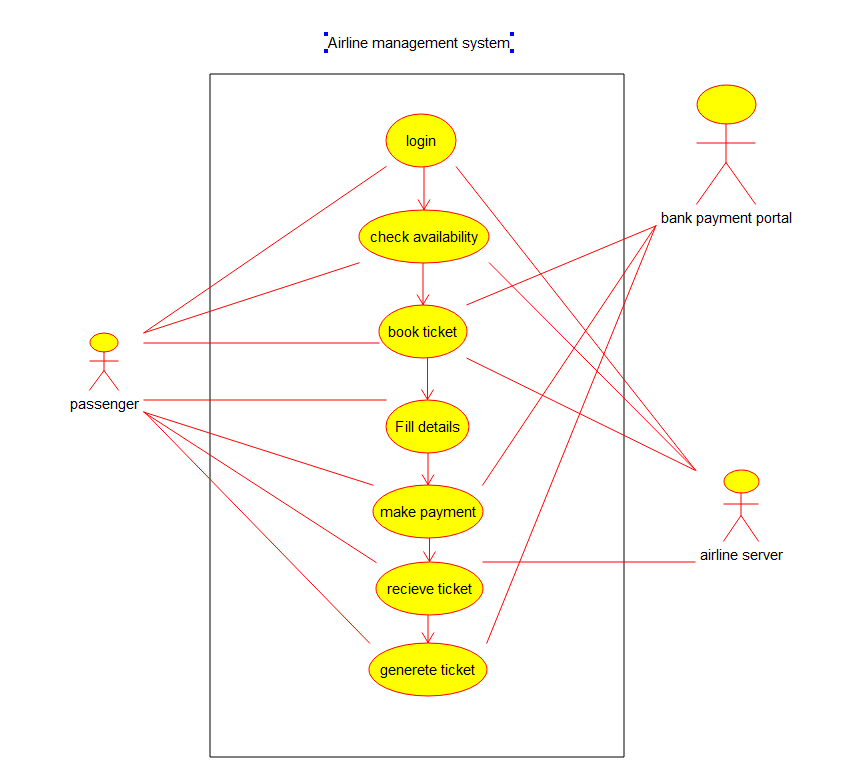 Airline management system
login
bank payment portal
check availability
book ticket
passenger
Fill details
make payment
airline server
recieve ticket
generete ticket